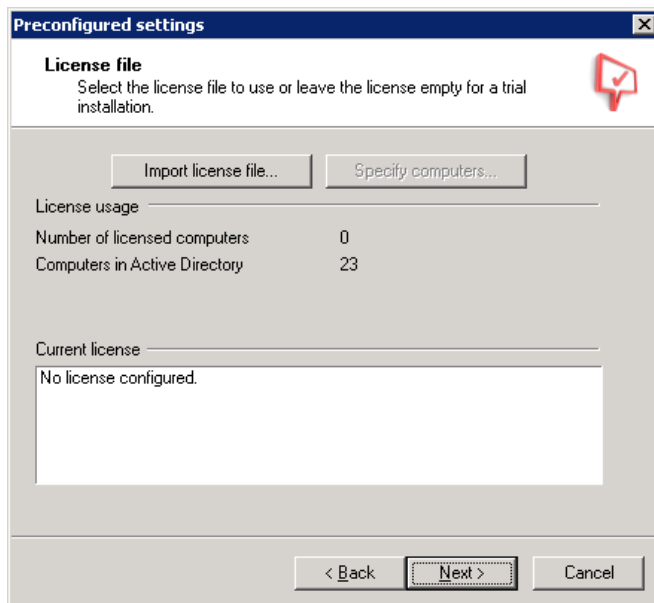 Preconfigured settings
License file
Select the license file to use or leave the license empty for a trial
installation.
Import license file... Specify computers...
License usage
Number of licensed computers 0
Computers in Active Directory 23
Current license
No license configured.
< Back Next > Cancel